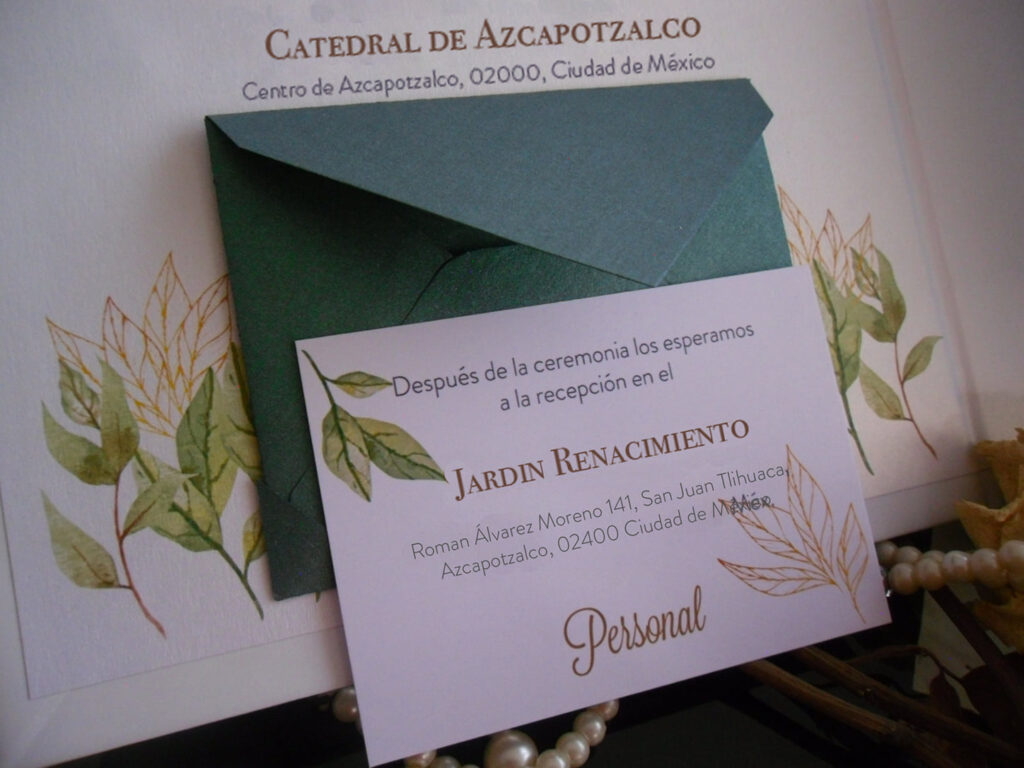 CATEDRAL DE AZCAPOTZALCO
Centro de Azcapotzalco, 02000, Ciudad de México
Después de la ceremonia los esperamos
a la recepción en el
JARDIN RENACIMIENTO
Roman Álvarez Moreno 141, San Juan Tlihuaca,
Azcapotzalco, 02400 Ciudad de Méx.
Personal